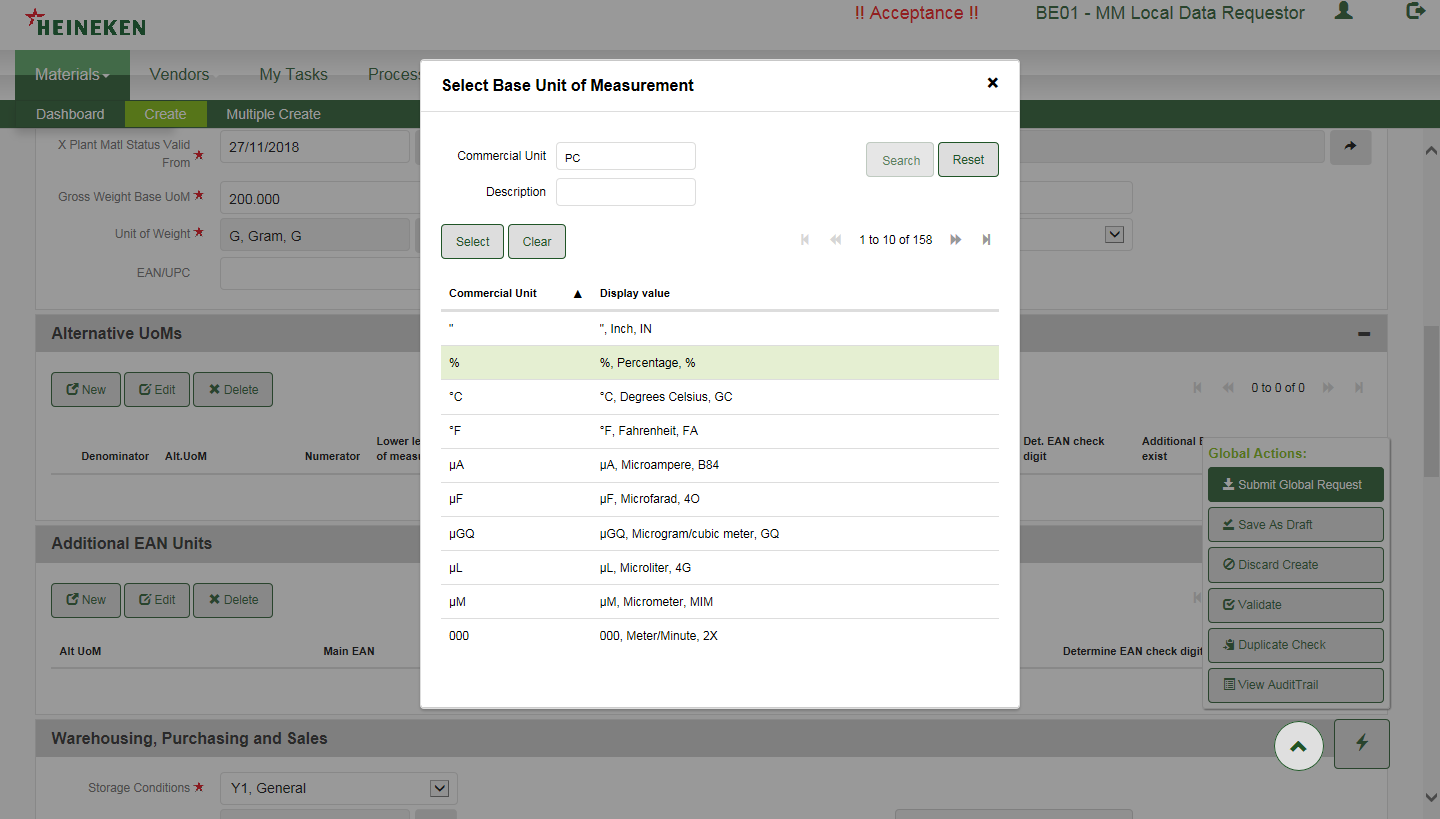 HEINEKEN
!! Acceptance !!
BE01 - MM Local Data Requestor
Materials
Vendors
My Tasks
Process
Dashboard
Create
Multiple Create
X Plant Matl Status Valid
From
27/11/2018
Gross Weight Base UoM
200.000
Unit of Weight
G, Gram, G
EAN/UPC
Select Base Unit of Measurement
Commercial Unit
PC
Search
Reset
Description
Select
Clear
1 to 10 of 158
Commercial Unit
Display value
" ", Inch, IN
% %, Percentage, %
°C °C, Degrees Celsius, GC
°F °F, Fahrenheit, FA
µA µA, Microampere, B84
µF µF, Microfarad, 4O
µGQ µGQ, Microgram/cubic meter, GQ
µL µL, Microliter, 4G
µM µM, Micrometer, MIM
000 000, Meter/Minute, 2X
Alternative UoMs
New
Edit
Delete
0 to 0 of 0
Denominator
Alt.UoM
Numerator
Lower le
of measu
Det. EAN check
digit
Additional E
exist
Additional EAN Units
New
Edit
Delete
Alt UoM
Main EAN
Determine EAN check digit
Global Actions:
Submit Global Request
Save As Draft
Discard Create
Validate
Duplicate Check
View AuditTrail
Warehousing, Purchasing and Sales
Storage Conditions
Y1, General